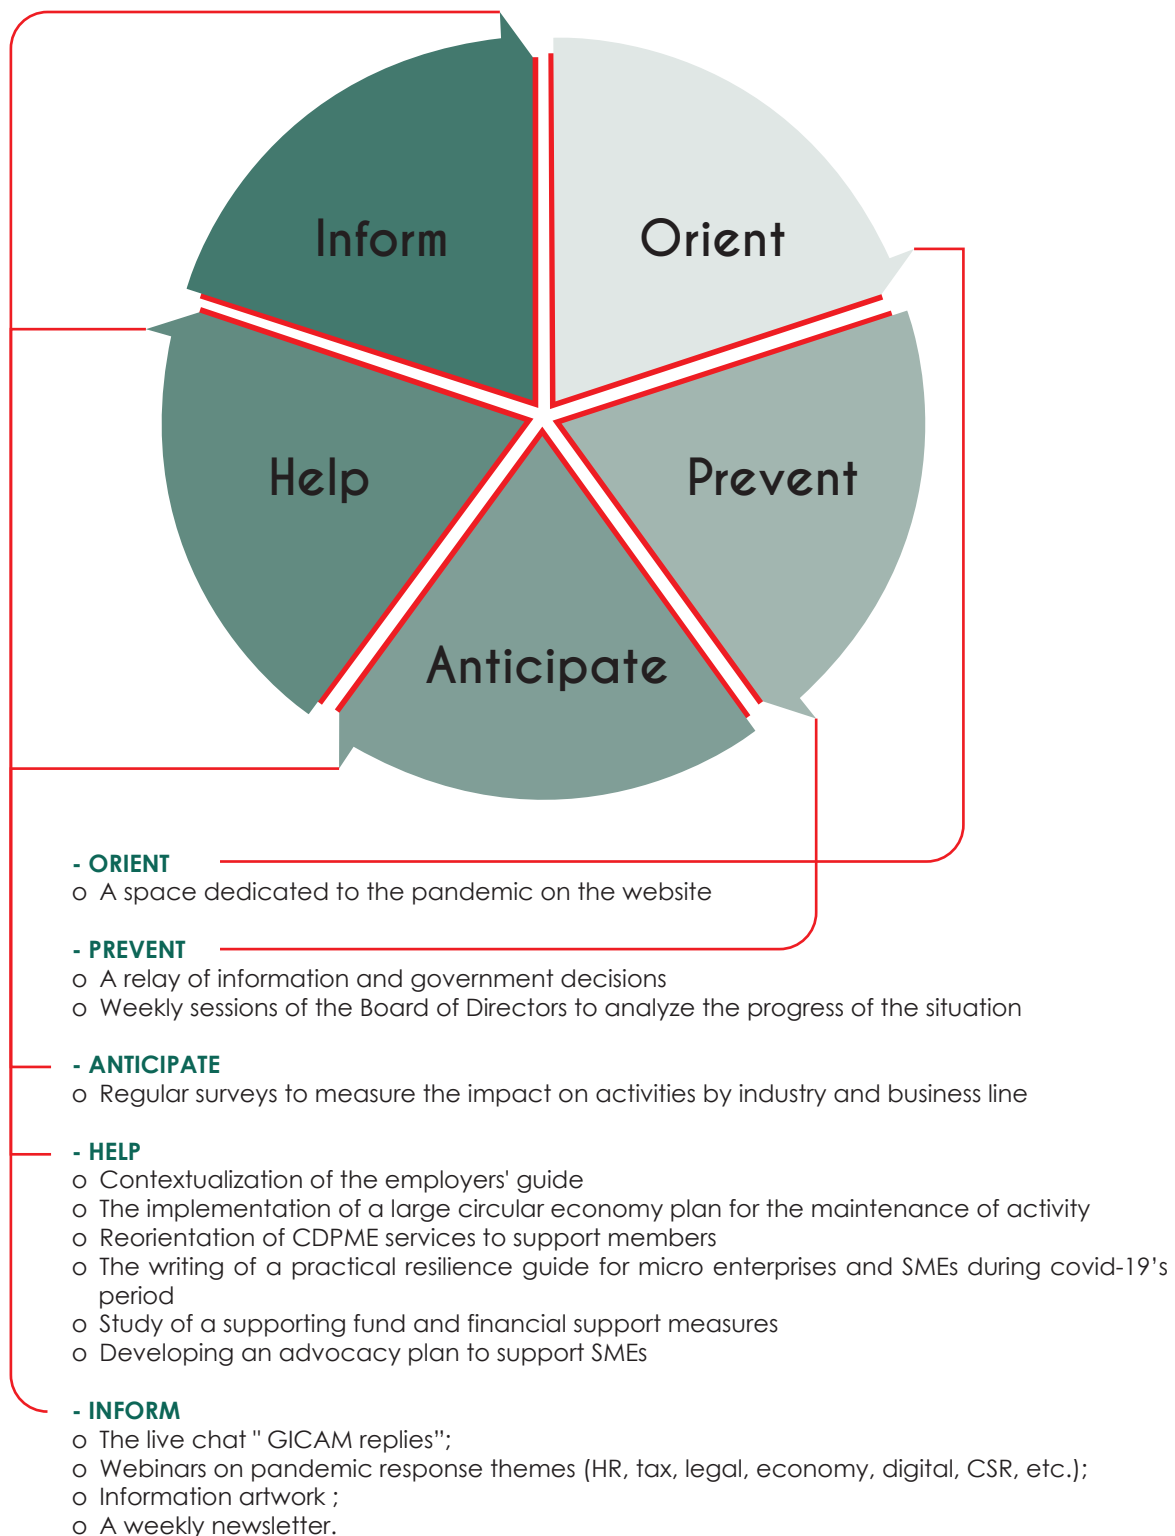 Inform
Orient
Help
Prevent
Anticipate
- ORIENT
o A space dedicated to the pandemic on the website
- PREVENT
o A relay of information and government decisions
o Weekly sessions of the Board of Directors to analyze the progress of the situation
- ANTICIPATE
o Regular surveys to measure the impact on activities by industry and business line
- HELP
o Contextualization of the employers' guide
o The implementation of a large circular economy plan for the maintenance of activity
o Reorientation of CDPME services to support members
o The writing of a practical resilience guide for micro enterprises and SMEs during covid-19’s
period
o Study of a supporting fund and financial support measures
o Developing an advocacy plan to support SMEs
- INFORM
o The live chat " GICAM replies”;
o Webinars on pandemic response themes (HR, tax, legal, economy, digital, CSR, etc.);
o Information artwork ;
o A weekly newsletter.